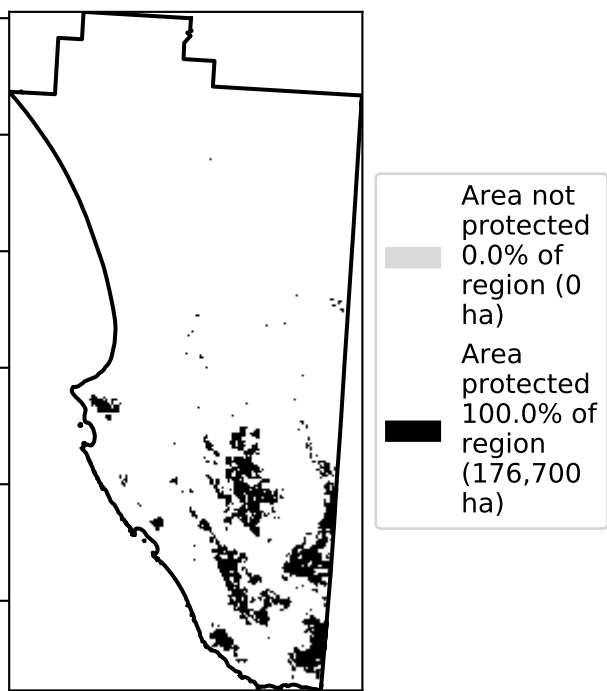 Area not
protected
0.0% of
region (0
ha)
Area
protected
100.0% of
region
(176,700
ha)